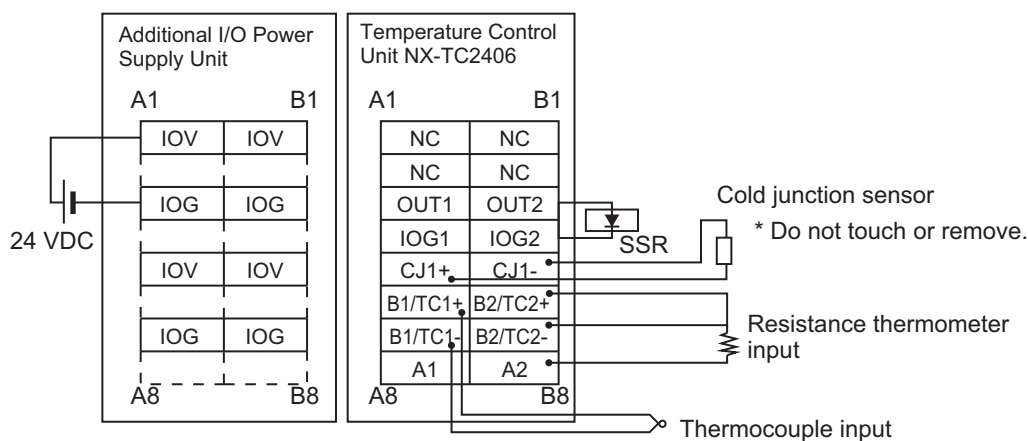 Additional I/O Power
Supply Unit
A1 B1
IOV IOV
IOG IOG
IOV IOV
IOG IOG
A8 B8
24 VDC
Temperature Control
Unit NX-TC2406
A1 B1
NC NC
NC NC
OUT1 OUT2
IOG1 IOG2
CJ1+ CJ1-
B1/TC1+ B2/TC2+
B1/TC1- B2/TC2-
A1 A2
A8 B8
SSR
Cold junction sensor
* Do not touch or remove.
Resistance thermometer
input
Thermocouple input